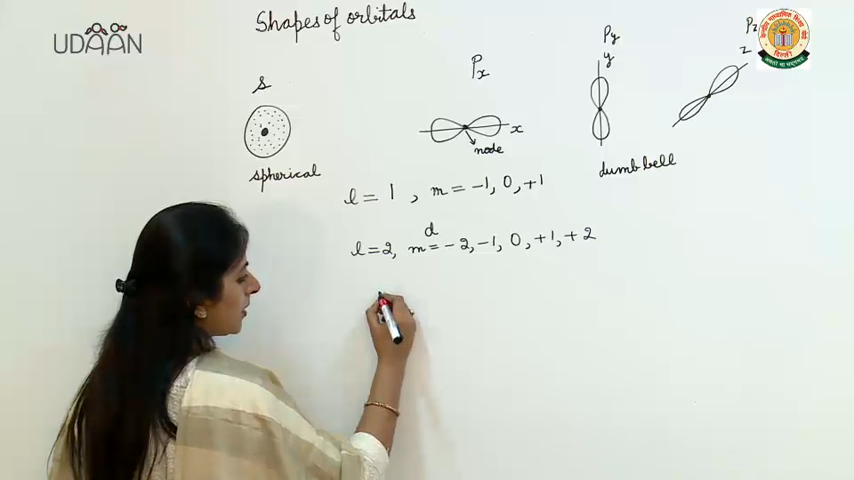 Shapes of orbitals
UDAAN
S
Px
Py
Pz
y
z
x
node
spherical
dumb bell
l = 1 , m = -1, 0, +1
d
l = 2, m = -2, -1, 0, +1, +2